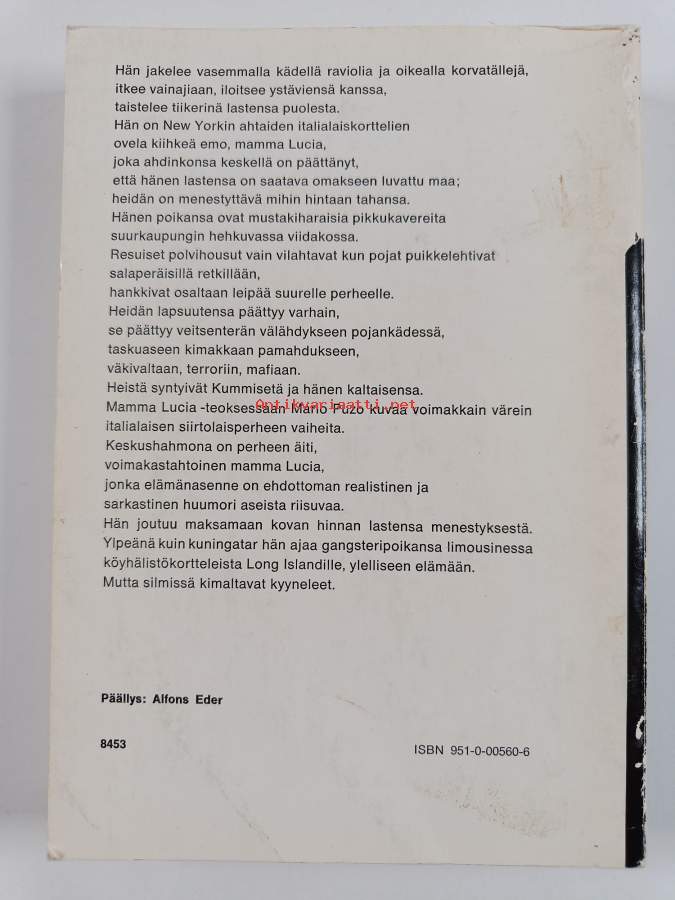 Hän jakelee vasemmalla kädellä raviolia ja oikealla korvatällejä,
itkee vainajiaan, iloitsee ystäviensä kanssa,
taistelee tiikerinä lastensa puolesta.
Hän on New Yorkin ahtaiden italialaiskorttelien
ovela kiihkeä emo, mamma Lucia,
joka ahdinkonsa keskellä on päättänyt,
että hänen lastensa on saatava omakseen luvattu maa;
heidän on menestyttävä mihin hintaan tahansa.
Hänen poikansa ovat mustakiharaisia pikkukavereita
suurkaupungin hehkuvassa viidakossa.
Resuiset polvihousut vain vilahtavat kun pojat puikkelehtivat
salaperäisillä retkillään,
hankkivat osaltaan leipää suurelle perheelle.
Heidän lapsuutensa päättyy varhain,
se päättyy veitsenterän välähdykseen pojankädessä,
taskuaseen kimakkaan pamahdukseen,
väkivaltaan, terroriin, mafiaan.
Heistä syntyivät Kummisetä ja hänen kaltaisensa.
Mamma Lucia -teoksessaan Mario Puzo kuvaa voimakkain värein
Antikvariaatti.net
italialaisen siirtolaisperheen vaiheita.
Keskushahmona on perheen äiti,
voimakastahtoinen mamma Lucia,
jonka elämänasenne on ehdottoman realistinen ja
sarkastinen huumori aseista riisuvaa.
Hän joutuu maksamaan kovan hinnan lastensa menestyksestä.
Ylpeänä kuin kuningatar hän ajaa gangsteripoikansa limousinessa
köyhälistökortteleista Long Islandille, ylelliseen elämään.
Mutta silmissä kimaltavat kyyneleet.
Päällys: Alfons Eder
8453
ISBN 951-0-00560-6